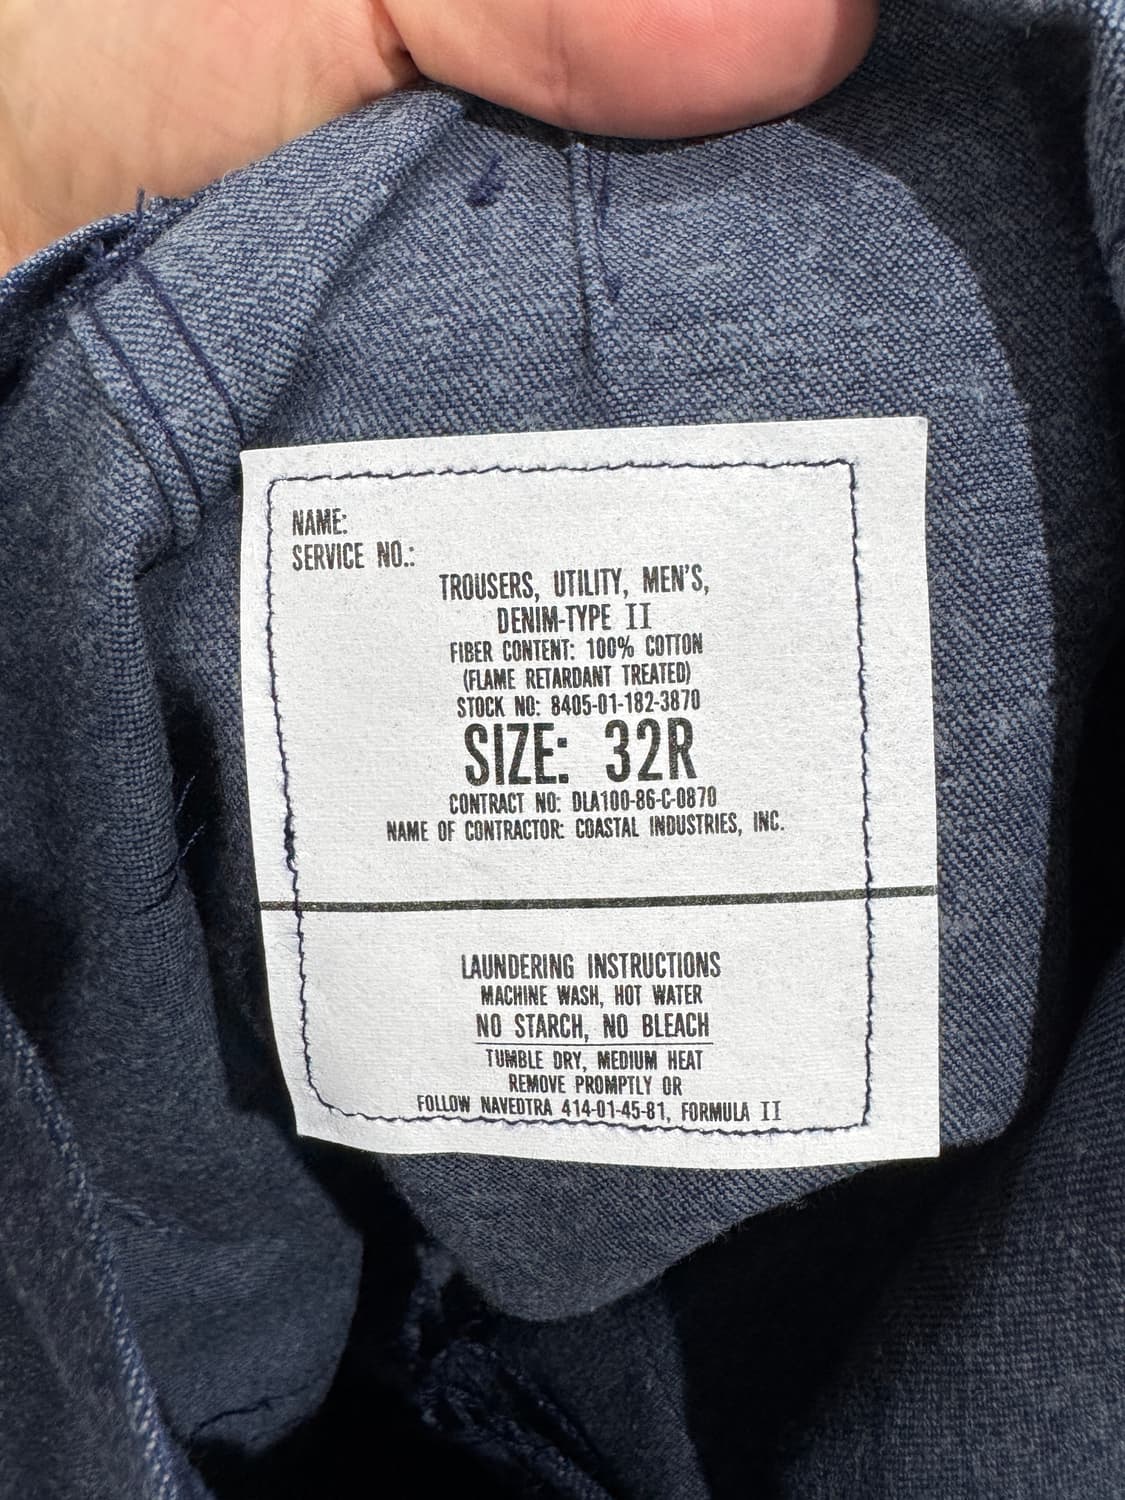 NAME:
SERVICE NO.:
TROUSERS, UTILITY, MEN'S,
DENIM-TYPE II
FIBER CONTENT: 100% COTTON
(FLAME RETARDANT TREATED)
STOCK NO: 8405-01-182-3870
SIZE: 32R
CONTRACT NO: DLA100-86-C-0870
NAME OF CONTRACTOR: COASTAL INDUSTRIES, INC.
LAUNDERING INSTRUCTIONS
MACHINE WASH, HOT WATER
NO STARCH, NO BLEACH
TUMBLE DRY, MEDIUM HEAT
REMOVE PROMPTLY OR
FOLLOW NAVEDTRA 414-01-45-81, FORMULA II